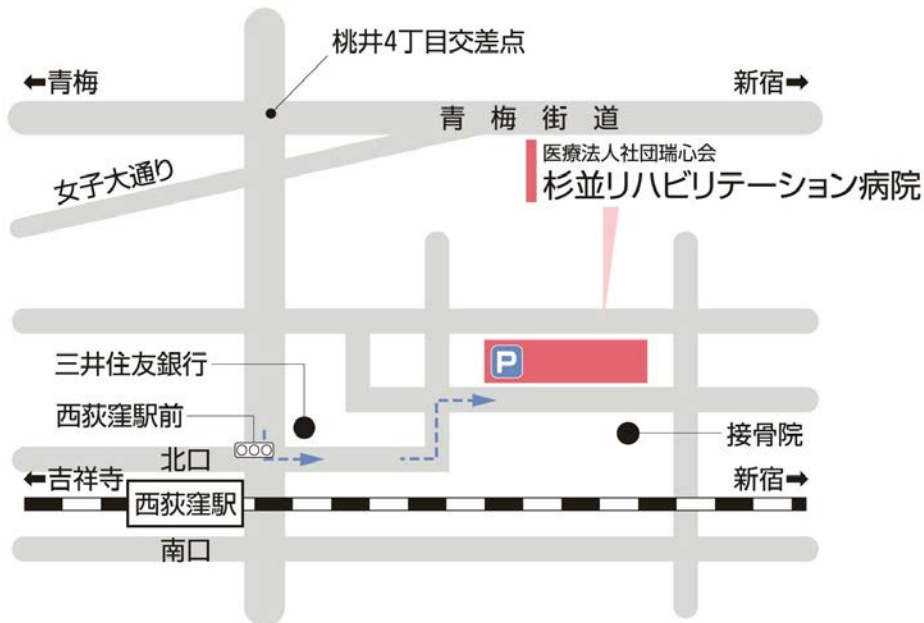 桃井4丁目交差点
←青梅
新宿→
青梅街道
女子大通り
医療法人社団瑞心会
杉並リハビリテーション病院
P
三井住友銀行
西荻窪駅前
接骨院
北口
←吉祥寺
新宿→
西荻窪駅
南口